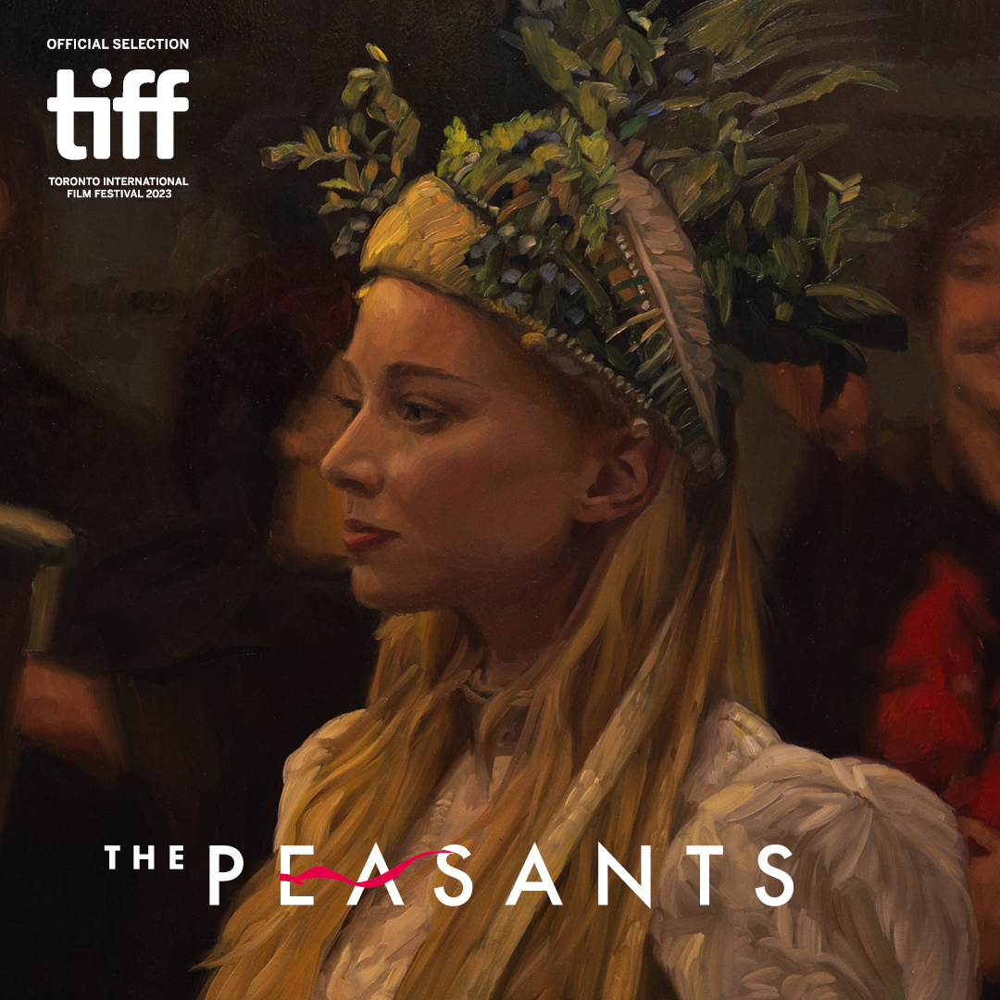 OFFICIAL SELECTION
tiff
TORONTO INTERNATIONAL
FILM FESTIVAL 2023
THE PEASANTS